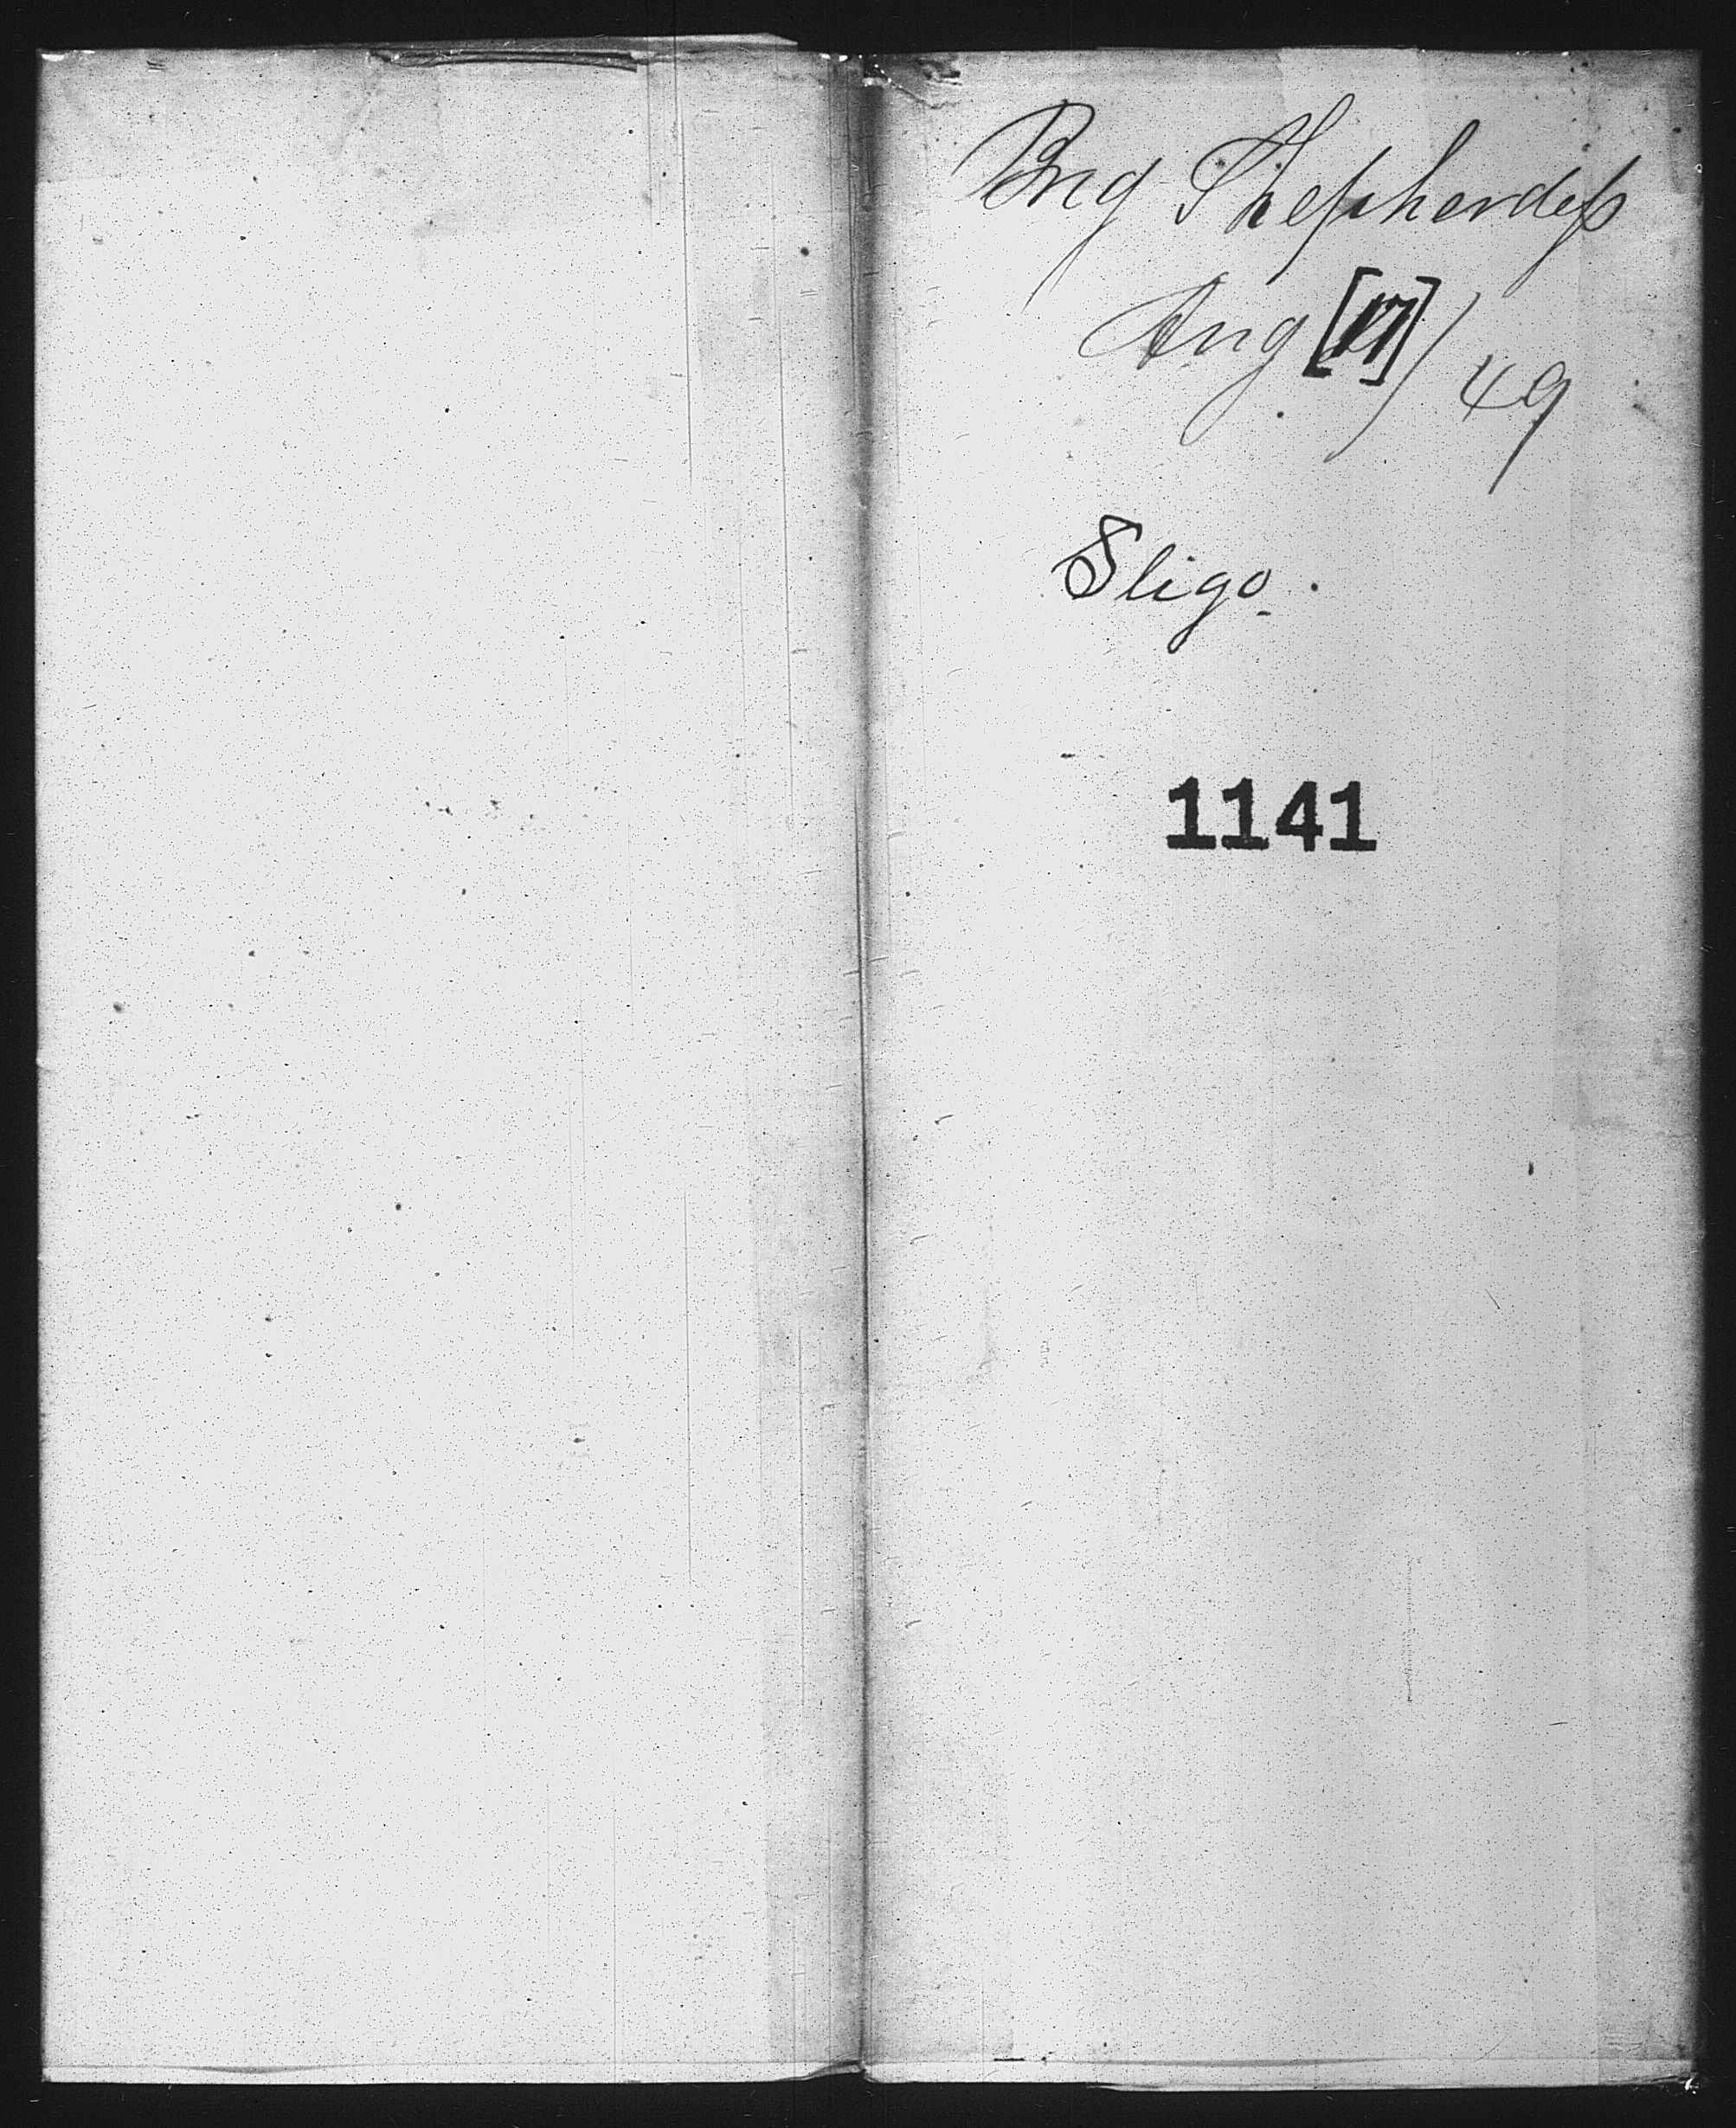 Brig Shepherdess
Aug [17] / 49
Sligo.
1141